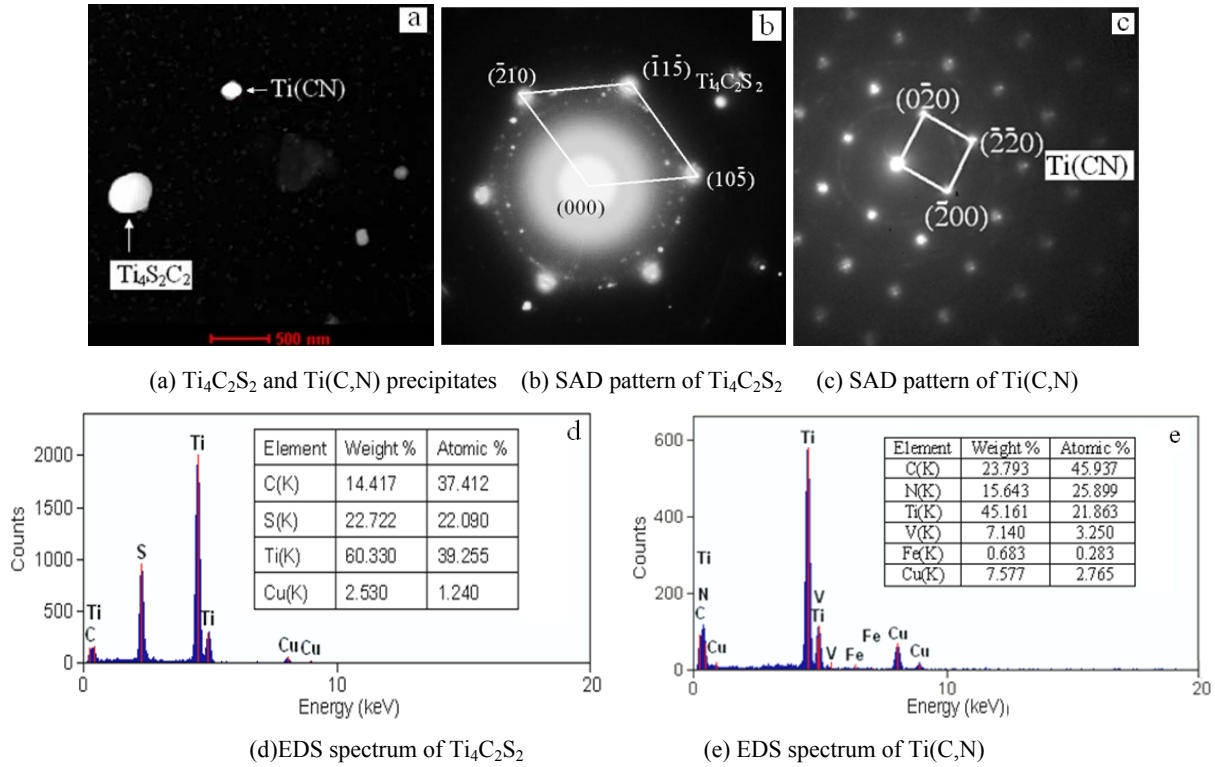 a
Ti(CN)
Ti₄S₂C₂
500 nm
b
(2̄10)
(1̄15̄)
Ti₄C₂S₂
(105̄)
(000)
c
(02̄0)
(2̄2̄0)
Ti(CN)
(2̄00)
(a) Ti₄C₂S₂ and Ti(C,N) precipitates (b) SAD pattern of Ti₄C₂S₂ (c) SAD pattern of Ti(C,N)
d
Counts
2000
1500
1000
500
0
Ti
C
S
Ti
Ti
Cu Cu
Element Weight % Atomic %
C(K) 14.417 37.412
S(K) 22.722 22.090
Ti(K) 60.330 39.255
Cu(K) 2.530 1.240
0 10 20
Energy (keV)
e
Counts
600
400
200
0
Ti
N
C
Cu
Ti
V
Ti
V
Fe
Fe
Cu
Cu
Element Weight % Atomic %
C(K) 23.793 45.937
N(K) 15.643 25.899
Ti(K) 45.161 21.863
V(K) 7.140 3.250
Fe(K) 0.683 0.283
Cu(K) 7.577 2.765
0 10 20
Energy (keV)
(d)EDS spectrum of Ti₄C₂S₂ (e) EDS spectrum of Ti(C,N)